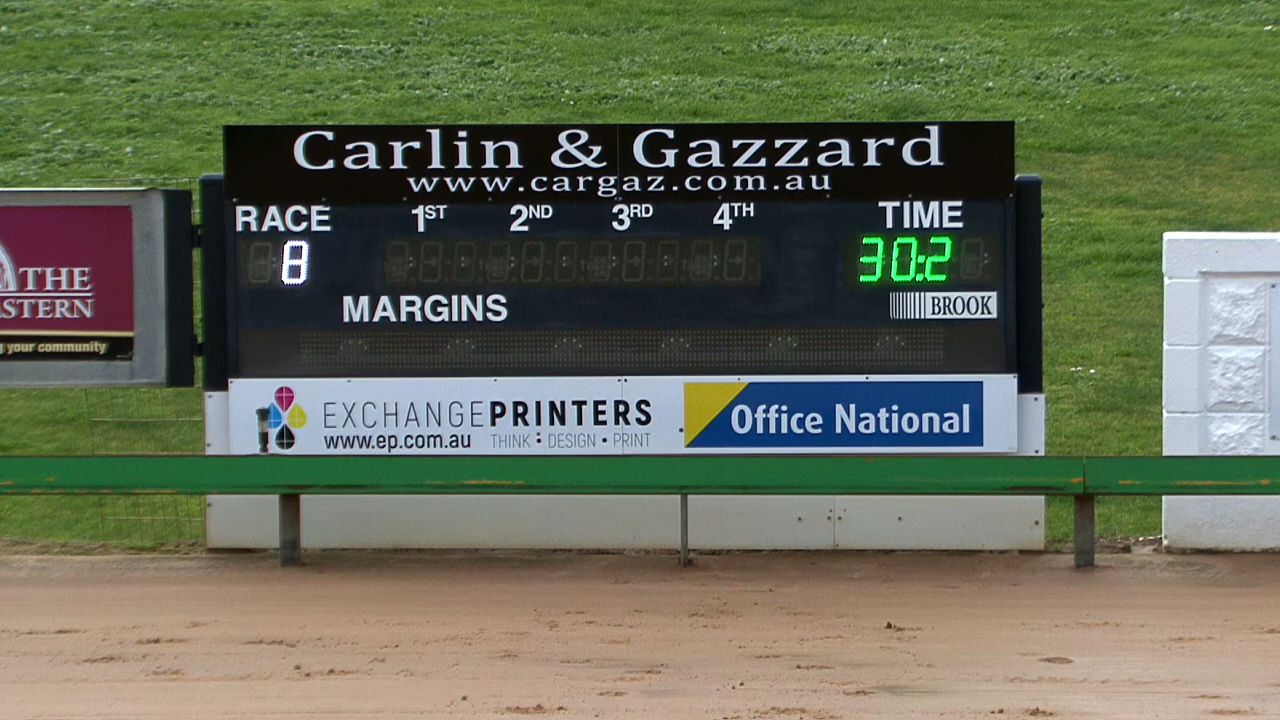 Carlin & Gazzard
www.cargaz.com.au
RACE 1ST 2ND 3RD 4TH TIME
8 30:2
MARGINS BROOK
THE
STERN
your community
EXCHANGEPRINTERS
www.ep.com.au THINK : DESIGN • PRINT
Office National